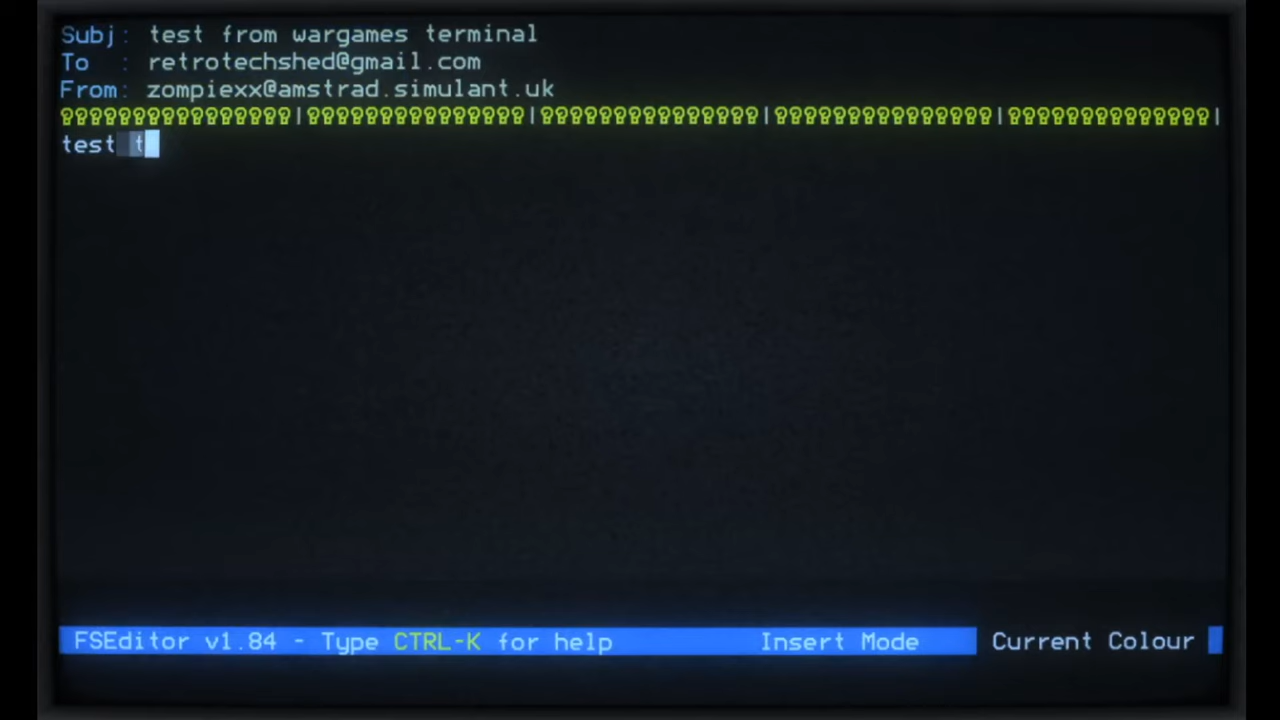 Subj: test from wargames terminal
To  : retrotechshed@gmail.com
From: zompiexx@amstrad.simulant.uk
????????????????|???????????????|???????????????|???????????????|??????????????|
test t
FSEditor v1.84 - Type CTRL-K for help Insert Mode Current Colour